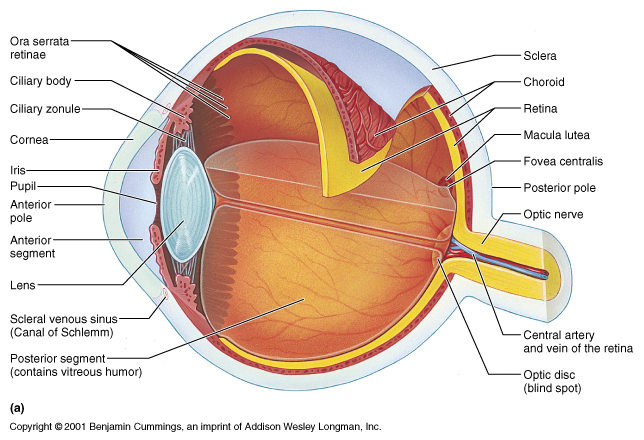 Ora serrata
retinae
Ciliary body
Ciliary zonule
Cornea
Iris
Pupil
Anterior
pole
Anterior
segment
Lens
Scleral venous sinus
(Canal of Schlemm)
Posterior segment
(contains vitreous humor)
Sclera
Choroid
Retina
Macula lutea
Fovea centralis
Posterior pole
Optic nerve
Central artery
and vein of the retina
Optic disc
(blind spot)
(a)
Copyright © 2001 Benjamin Cummings, an imprint of Addison Wesley Longman, Inc.